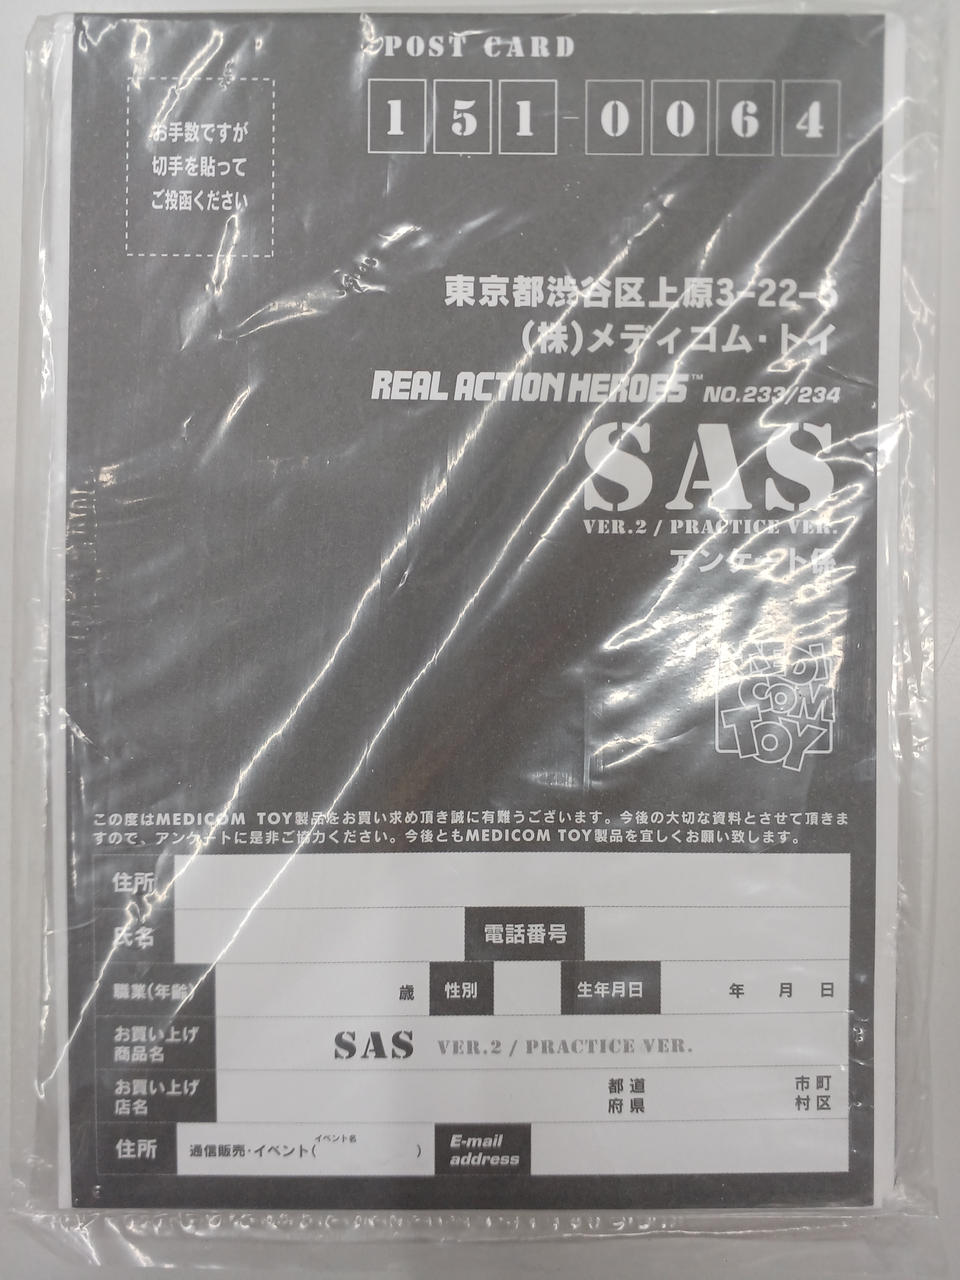 POST CARD
お手数ですが
切手を貼って
ご投函ください
151-0064
東京都渋谷区上原3-22-5
(株)メディコム・トイ
REAL ACTION HEROES™ NO.233/234
SAS
VER.2 / PRACTICE VER.
アンケート係
MEDI
COM
TOY
この度はMEDICOM TOY製品をお買い求め頂き誠に有難うございます。今後の大切な資料とさせて頂きま
すので、アンケートに是非ご協力ください。今後ともMEDICOM TOY製品を宜しくお願い致します。
住所
氏名 電話番号
職業(年齢) 歳 性別 生年月日 年 月 日
お買い上げ
商品名
SAS VER.2 / PRACTICE VER.
お買い上げ
店名
都 道
府 県
市 町
村 区
住所
イベント名
通信販売・イベント( )
E-mail
address